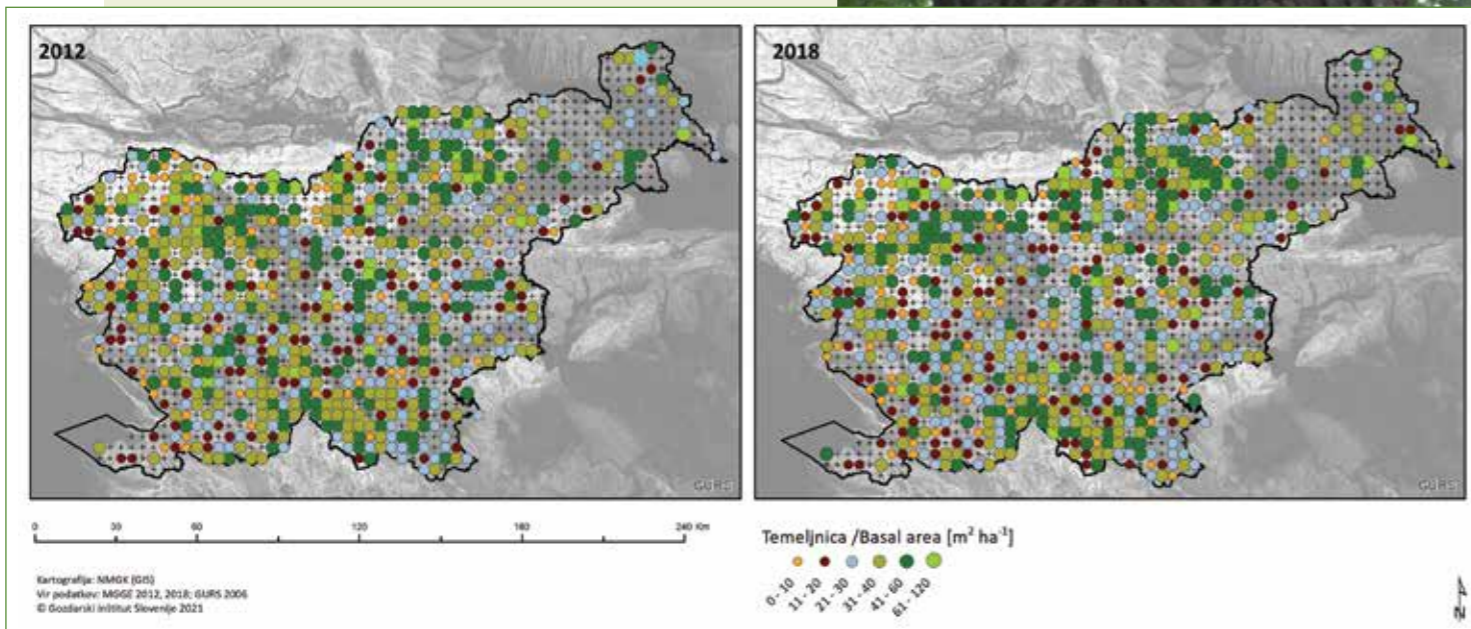 2012
2018
GURS
GURS
0 30 60 120 180 240 Km
Temeljnica /Basal area [m² ha⁻¹]
0 - 10
11 - 20
21 - 30
31 - 40
41 - 60
61 - 120
Kartografija: NMGK (GIS)
Vir podatkov: MGGE 2012, 2018; GURS 2006
© Gozdarski inštitut Slovenije 2021
N